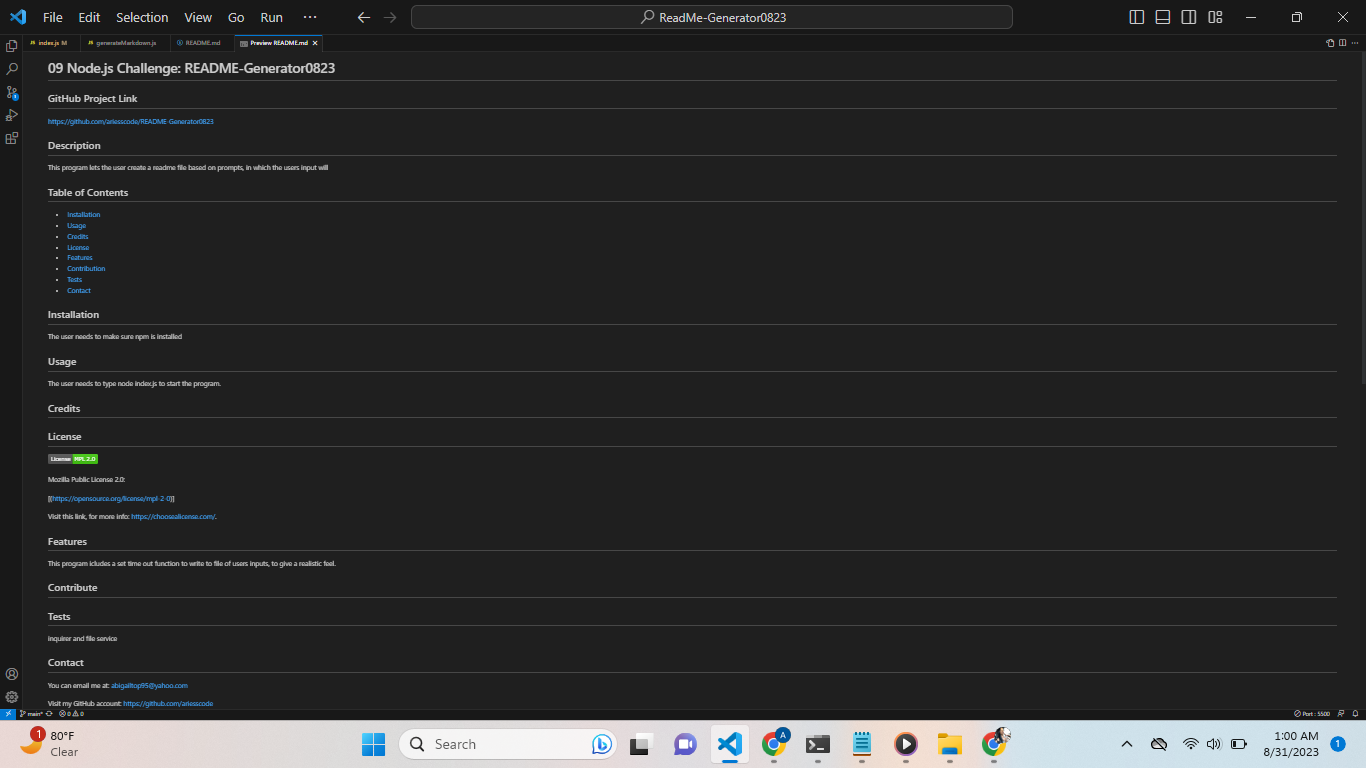 File Edit Selection View Go Run ··· ReadMe-Generator0823
index.js M generateMarkdown.js README.md Preview README.md
09 Node.js Challenge: README-Generator0823
GitHub Project Link
https://github.com/ariesscode/README-Generator0823
Description
This program lets the user create a readme file based on prompts, in which the users input will
Table of Contents
• Installation
• Usage
• Credits
• License
• Features
• Contribution
• Tests
• Contact
Installation
The user needs to make sure npm is installed
Usage
The user needs to type node index.js to start the program.
Credits
License
License MPL 2.0
Mozilla Public License 2.0:
[(https://opensource.org/license/mpl-2-0)]
Visit this link, for more info: https://choosealicense.com/.
Features
This program icludes a set time out function to write to file of users inputs, to give a realistic feel.
Contribute
Tests
Inquirer and file service
Contact
You can email me at: abigailtop95@yahoo.com
Visit my GitHub account: https://github.com/ariesscode
main* 0 0 Port : 5500
1 80°F
Clear
Search
A
1:00 AM
8/31/2023
1